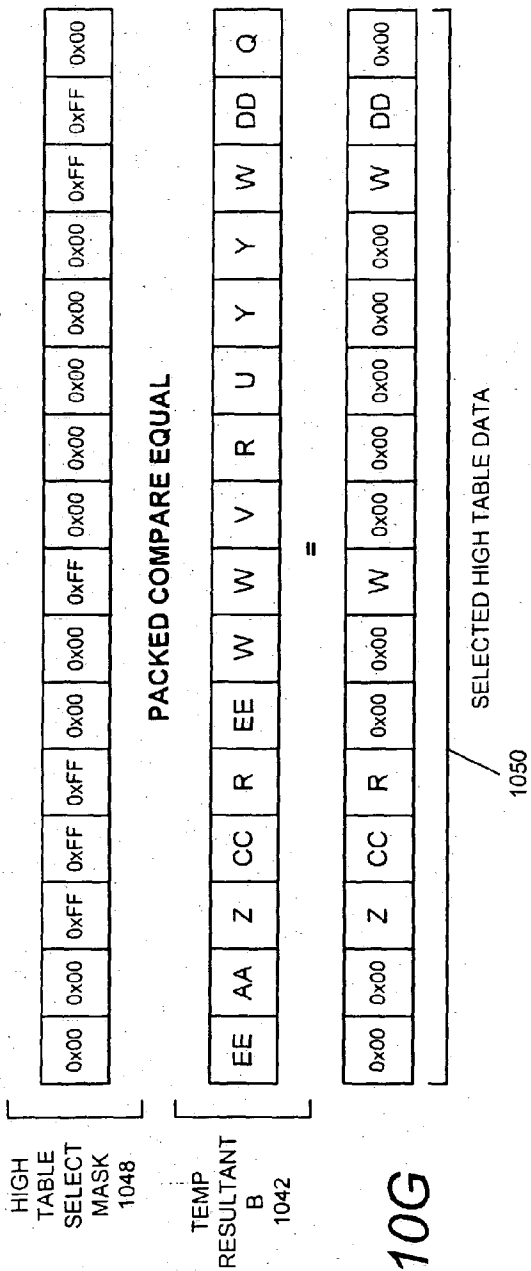 HIGH
TABLE
SELECT
MASK
1048
0x00 0x00 0xFF 0xFF 0xFF 0x00 0x00 0xFF 0x00 0x00 0x00 0x00 0x00 0xFF 0xFF 0x00
PACKED COMPARE EQUAL
TEMP
RESULTANT
B
1042
EE AA Z CC R EE W W V R U Y Y W DD Q
=
0x00 0x00 Z CC R 0x00 0x00 W 0x00 0x00 0x00 0x00 0x00 W DD 0x00
SELECTED HIGH TABLE DATA
1050
10G